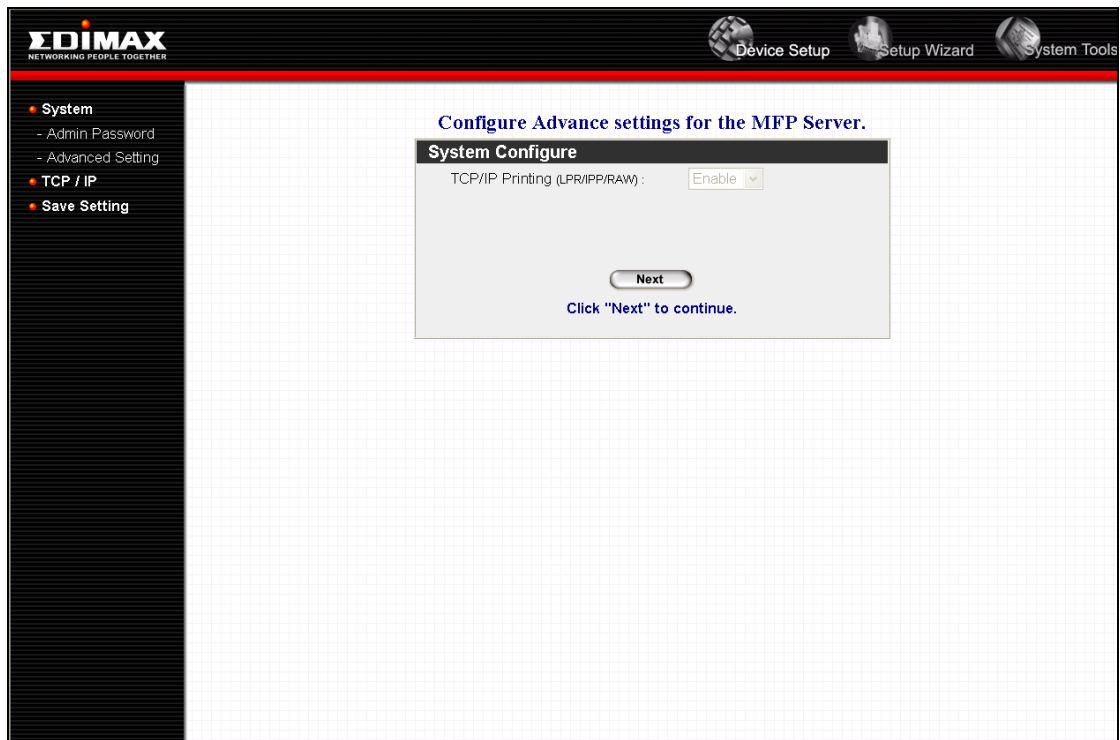 EDIMAX
NETWORKING PEOPLE TOGETHER
Device Setup
Setup Wizard
System Tools
System
- Admin Password
- Advanced Setting
TCP / IP
Save Setting
Configure Advance settings for the MFP Server.
System Configure
TCP/IP Printing (LPR/IPP/RAW) : Enable
Next
Click "Next" to continue.